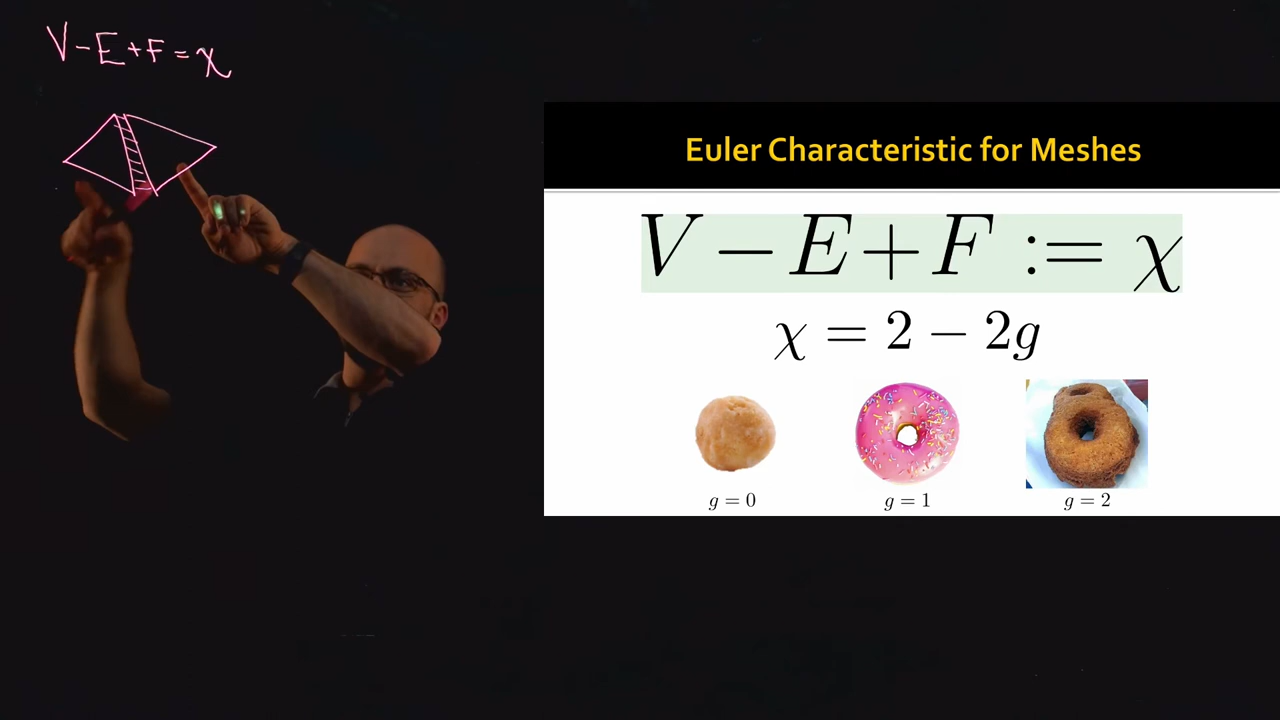 V-E+F=χ
Euler Characteristic for Meshes
V − E + F := χ
χ = 2 − 2g
g = 0
g = 1
g = 2